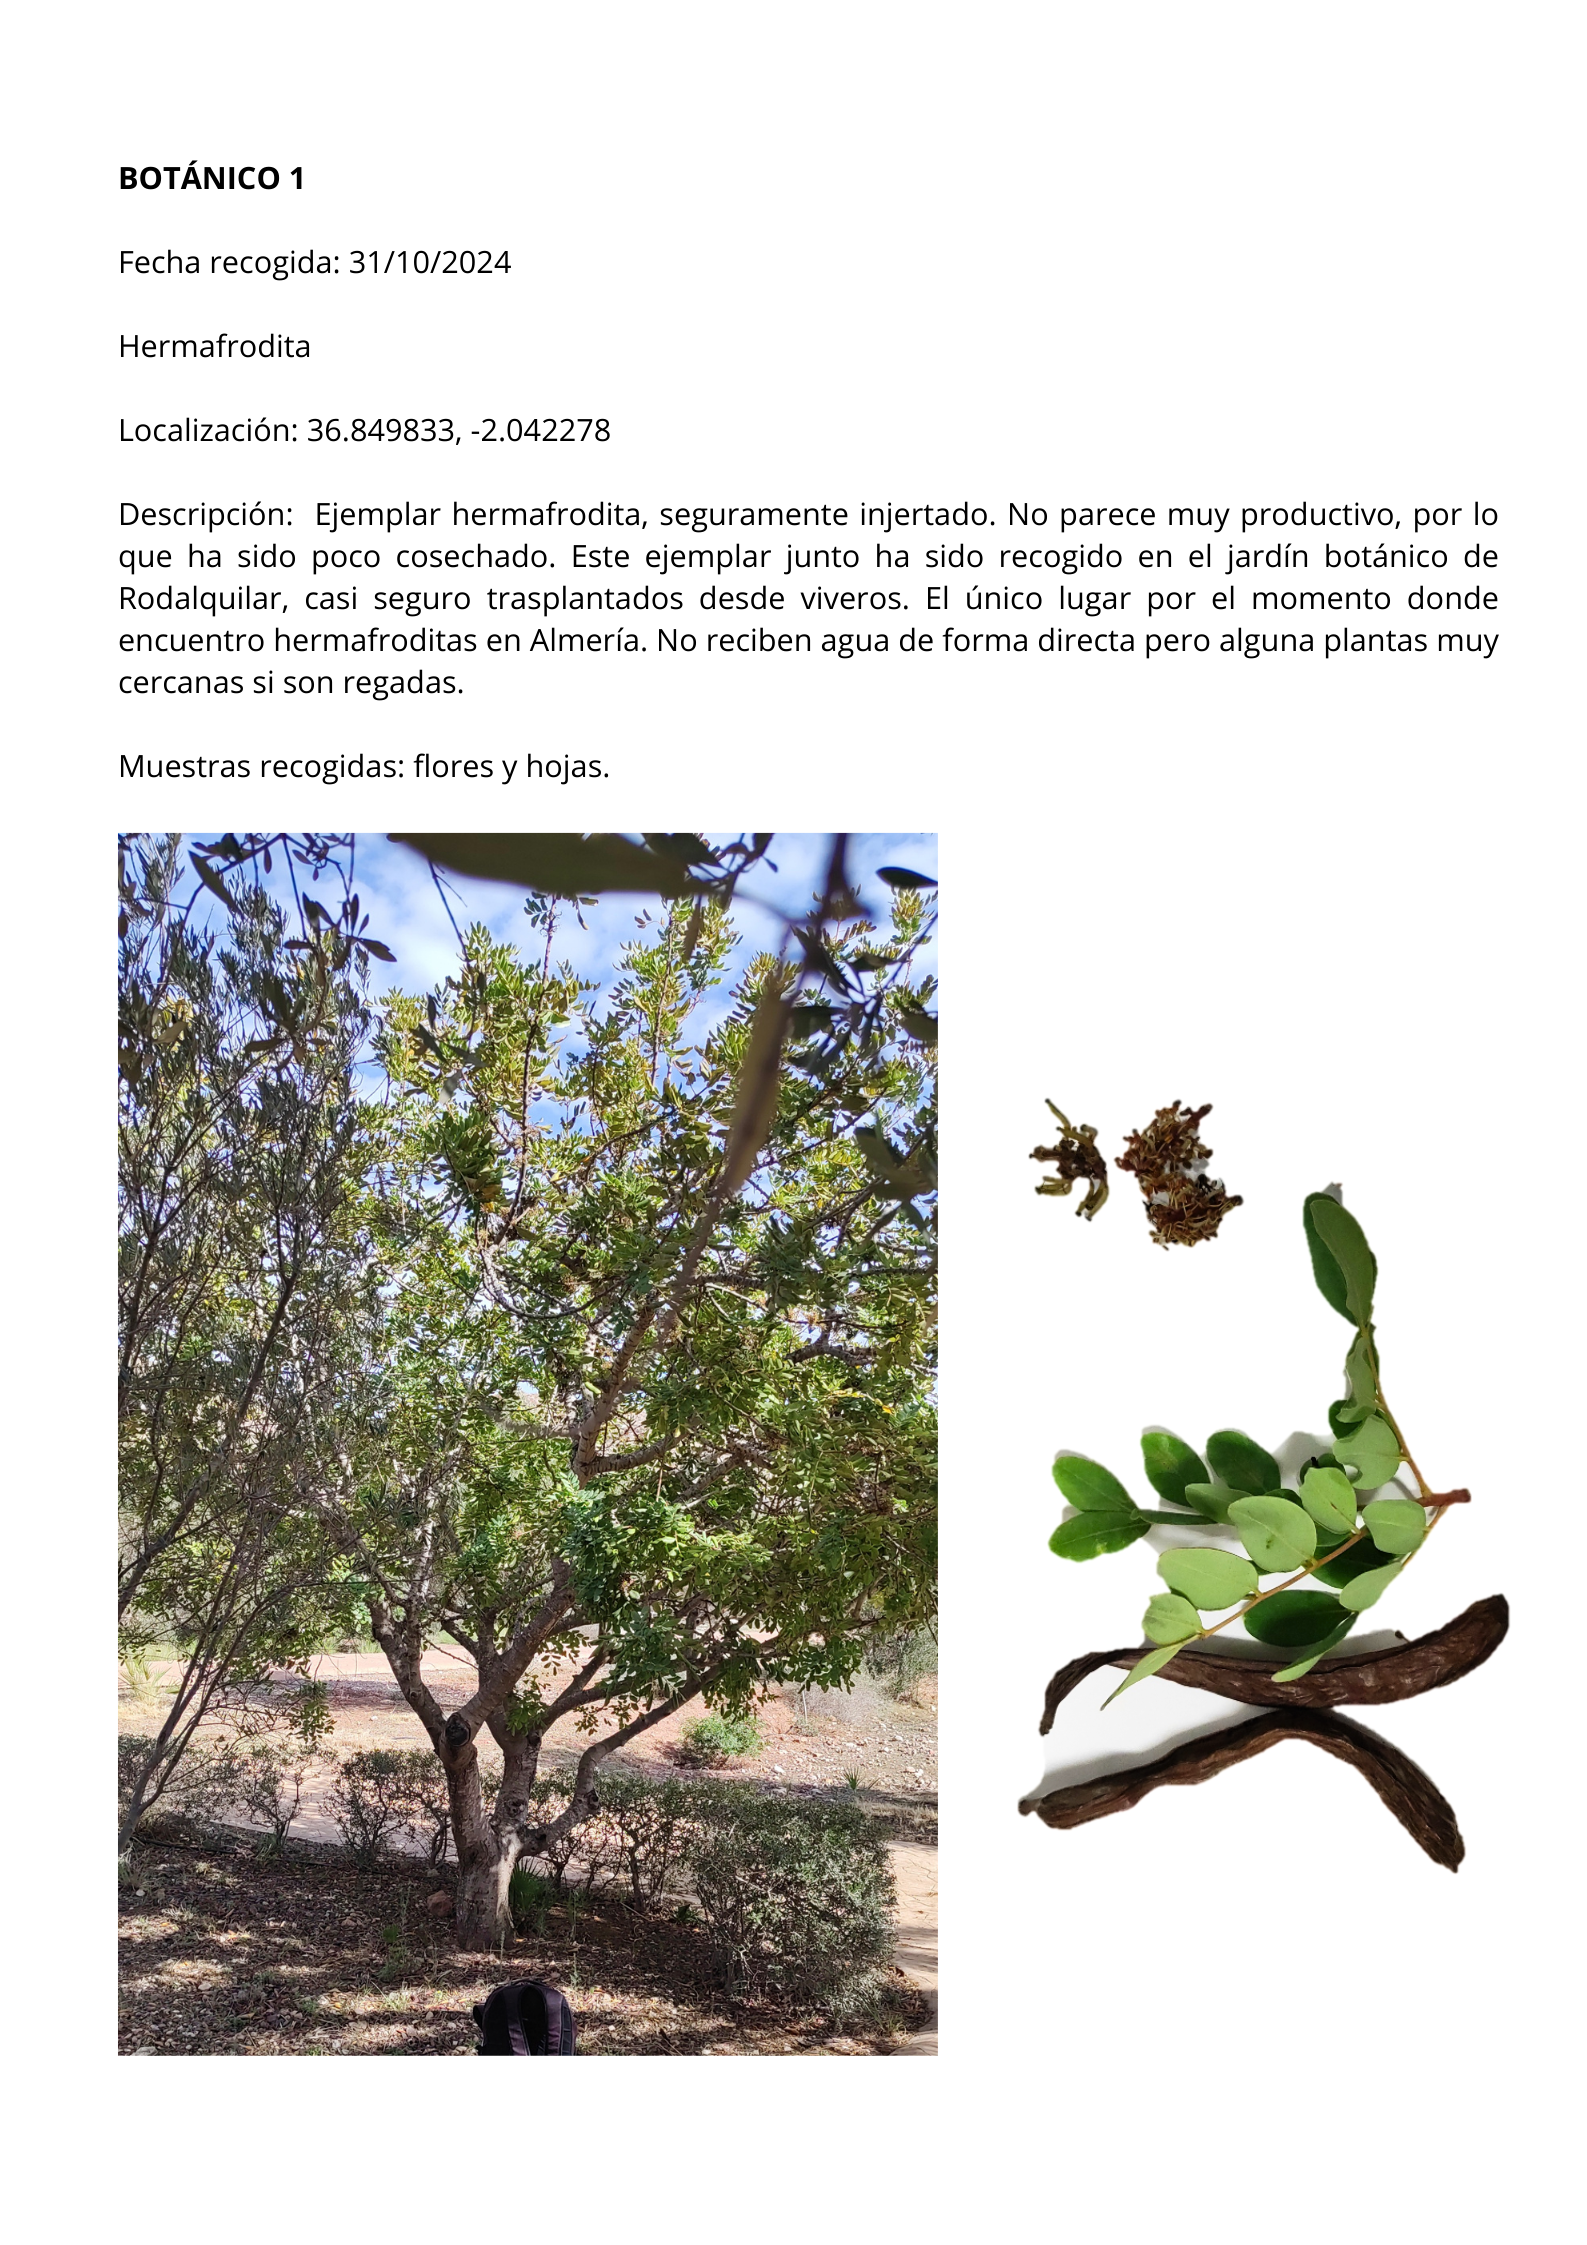 BOTÁNICO 1
Fecha recogida: 31/10/2024
Hermafrodita
Localización: 36.849833, -2.042278
Descripción:  Ejemplar hermafrodita, seguramente injertado. No parece muy productivo, por lo
que ha sido poco cosechado. Este ejemplar junto ha sido recogido en el jardín botánico de
Rodalquilar, casi seguro trasplantados desde viveros. El único lugar por el momento donde
encuentro hermafroditas en Almería. No reciben agua de forma directa pero alguna plantas muy
cercanas si son regadas.
Muestras recogidas: flores y hojas.